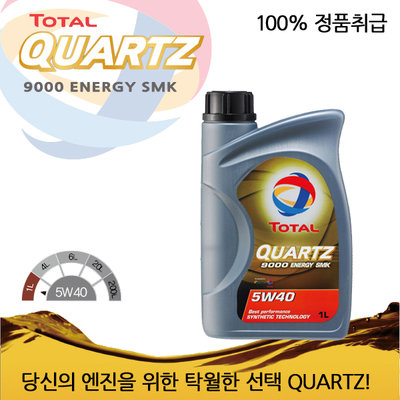 TOTAL
QUARTZ
9000 ENERGY SMK
100% 정품취급
TOTAL
QUARTZ
9000 ENERGY SMK
5W40
Best performance
SYNTHETIC TECHNOLOGY
1L
1L 4L 6L 20L 200L
5W40
당신의 엔진을 위한 탁월한 선택 QUARTZ!